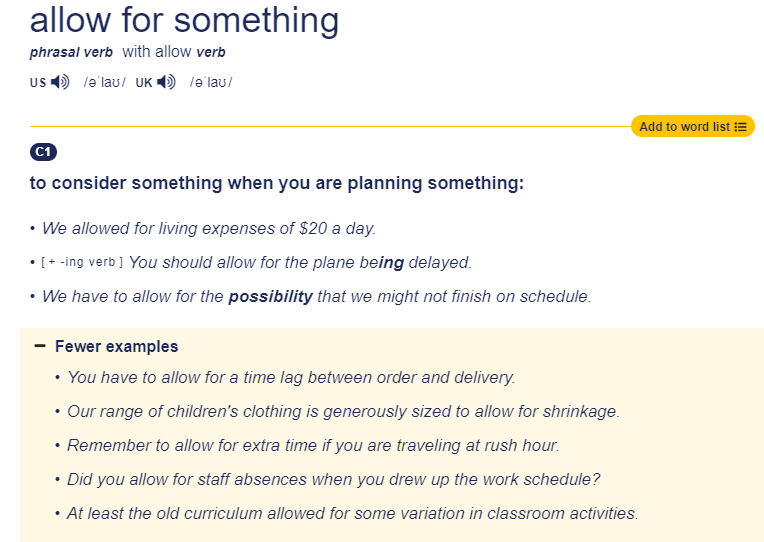 allow for something
phrasal verb with allow verb
US /əˈlaʊ/ UK /əˈlaʊ/
Add to word list
C1
to consider something when you are planning something:
• We allowed for living expenses of $20 a day.
• [ + -ing verb ] You should allow for the plane being delayed.
• We have to allow for the possibility that we might not finish on schedule.
− Fewer examples
• You have to allow for a time lag between order and delivery.
• Our range of children's clothing is generously sized to allow for shrinkage.
• Remember to allow for extra time if you are traveling at rush hour.
• Did you allow for staff absences when you drew up the work schedule?
• At least the old curriculum allowed for some variation in classroom activities.